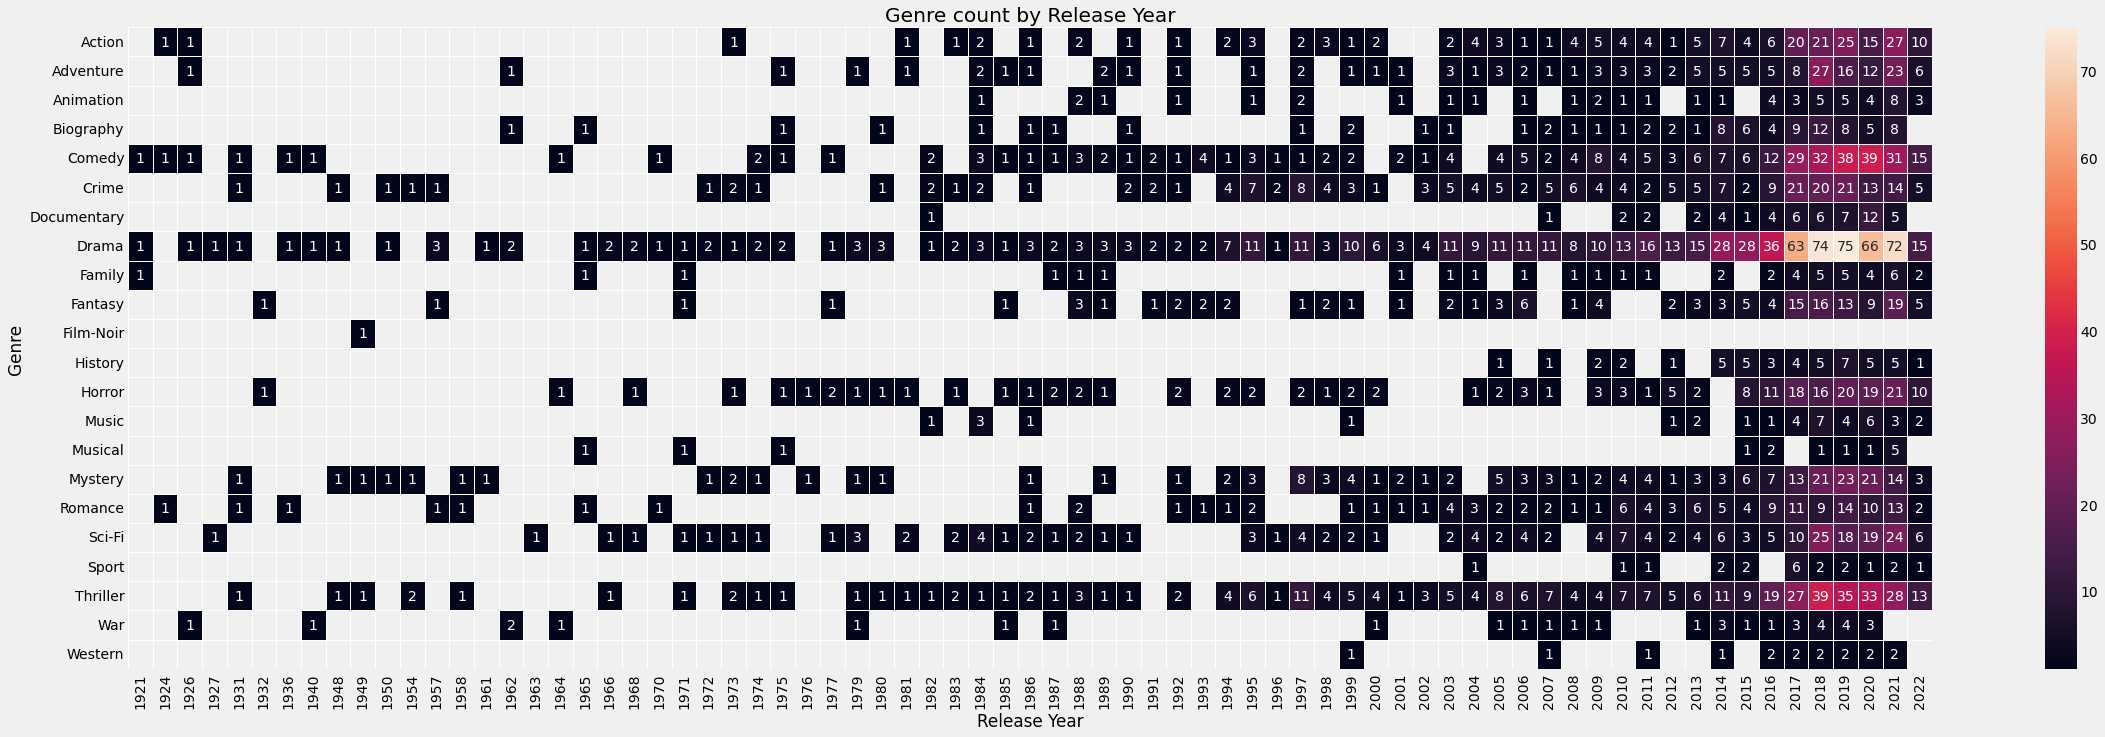 Genre count by Release Year
Action 1 1 1 1 1 2 1 2 1 1 2 3 2 3 1 2 2 4 3 1 1 4 5 4 4 1 5 7 4 6 20 21 25 15 27 10
Adventure 1 1 1 1 1 2 1 1 2 1 1 1 2 1 1 1 3 1 3 2 1 1 3 3 3 2 5 5 5 5 8 27 16 12 23 6
Animation 1 2 1 1 1 2 1 1 1 1 1 2 1 1 1 1 4 3 5 5 4 8 3
Biography 1 1 1 1 1 1 1 1 1 2 1 1 1 2 1 1 1 2 2 1 8 6 4 9 12 8 5 8
Comedy 1 1 1 1 1 1 1 1 2 1 1 2 3 1 1 1 3 2 1 2 1 4 1 3 1 1 2 2 2 1 4 4 5 2 4 8 4 5 3 6 7 6 12 29 32 38 39 31 15
Crime 1 1 1 1 1 1 2 1 1 2 1 2 1 2 2 1 4 7 2 8 4 3 1 3 5 4 5 2 5 6 4 4 2 5 5 7 2 9 21 20 21 13 14 5
Documentary 1 1 2 2 2 4 1 4 6 6 7 12 5
Drama 1 1 1 1 1 1 1 1 3 1 2 1 2 2 1 1 2 1 2 2 1 3 3 1 2 3 1 3 2 3 3 3 2 2 2 7 11 1 11 3 10 6 3 4 11 9 11 11 11 8 10 13 16 13 15 28 28 36 63 74 75 66 72 15
Family 1 1 1 1 1 1 1 1 1 1 1 1 1 1 2 2 4 5 5 4 6 2
Fantasy 1 1 1 1 1 3 1 1 2 2 2 1 2 1 1 2 1 3 6 1 4 2 3 3 5 4 15 16 13 9 19 5
Film-Noir 1
History 1 1 2 2 1 5 5 3 4 5 7 5 5 1
Horror 1 1 1 1 1 1 2 1 1 1 1 1 1 2 2 1 2 2 2 2 1 2 2 1 2 3 1 3 3 1 5 2 8 11 18 16 20 19 21 10
Music 1 3 1 1 1 2 1 1 4 7 4 6 3 2
Musical 1 1 1 1 2 1 1 1 5
Mystery 1 1 1 1 1 1 1 1 2 1 1 1 1 1 1 1 2 3 8 3 4 1 2 1 2 5 3 3 1 2 4 4 1 3 3 6 7 13 21 23 21 14 3
Romance 1 1 1 1 1 1 1 1 2 1 1 1 2 1 1 1 1 4 3 2 2 2 1 1 6 4 3 6 5 4 9 11 9 14 10 13 2
Sci-Fi 1 1 1 1 1 1 1 1 1 3 2 2 4 1 2 1 2 1 1 3 1 4 2 2 1 2 4 2 4 2 4 7 4 2 4 6 3 5 10 25 18 19 24 6
Sport 1 1 1 2 2 6 2 2 1 2 1
Thriller 1 1 1 2 1 1 1 2 1 1 1 1 1 1 2 1 1 2 1 3 1 1 2 4 6 1 11 4 5 4 1 3 5 4 8 6 7 4 4 7 7 5 6 11 9 19 27 39 35 33 28 13
War 1 1 2 1 1 1 1 1 1 1 1 1 1 1 3 1 1 3 4 4 3
Western 1 1 1 1 2 2 2 2 2 2
1921 1924 1926 1927 1931 1932 1936 1940 1948 1949 1950 1954 1957 1958 1961 1962 1963 1964 1965 1966 1968 1970 1971 1972 1973 1974 1975 1976 1977 1979 1980 1981 1982 1983 1984 1985 1986 1987 1988 1989 1990 1991 1992 1993 1994 1995 1996 1997 1998 1999 2000 2001 2002 2003 2004 2005 2006 2007 2008 2009 2010 2011 2012 2013 2014 2015 2016 2017 2018 2019 2020 2021 2022
Release Year
Genre
70
60
50
40
30
20
10